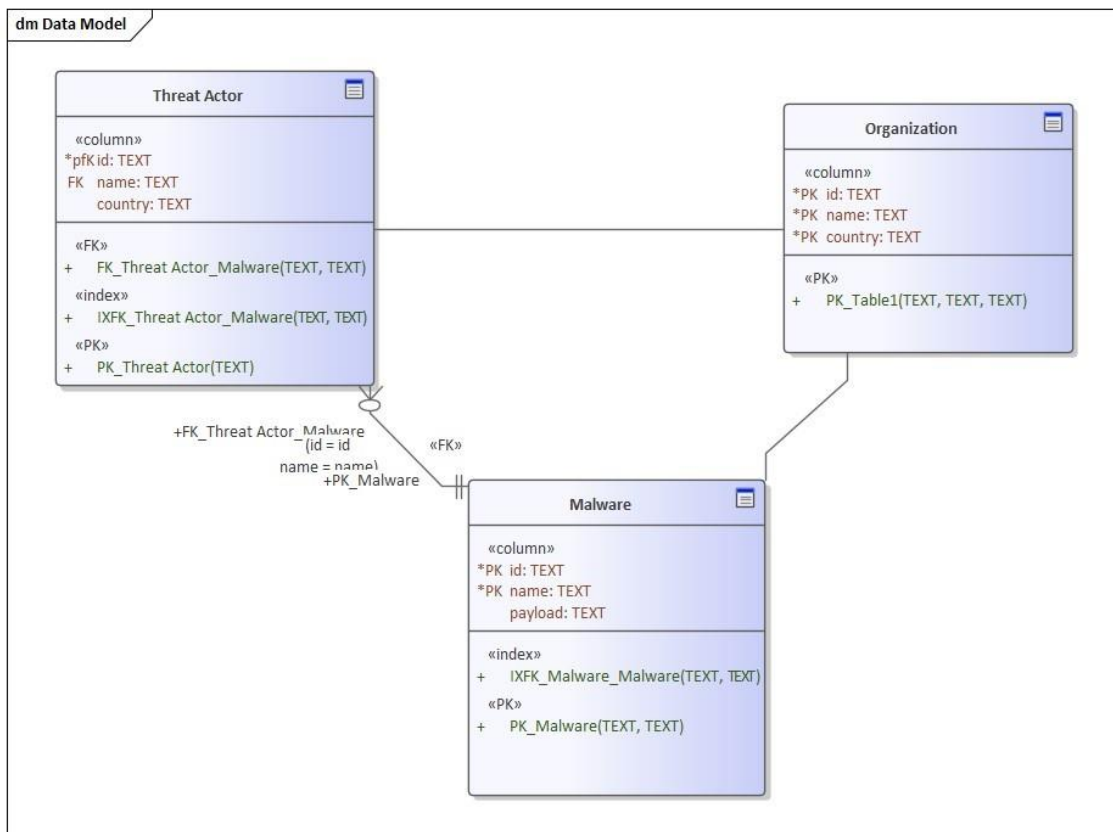 dm Data Model
Threat Actor
«column»
*pfK id: TEXT
FK name: TEXT
country: TEXT
«FK»
+ FK_Threat Actor_Malware(TEXT, TEXT)
«index»
+ IXFK_Threat Actor_Malware(TEXT, TEXT)
«PK»
+ PK_Threat Actor(TEXT)
Organization
«column»
*PK id: TEXT
*PK name: TEXT
*PK country: TEXT
«PK»
+ PK_Table1(TEXT, TEXT, TEXT)
+FK_Threat Actor_Malware
(id = id
name = name)
«FK»
+PK_Malware
Malware
«column»
*PK id: TEXT
*PK name: TEXT
payload: TEXT
«index»
+ IXFK_Malware_Malware(TEXT, TEXT)
«PK»
+ PK_Malware(TEXT, TEXT)